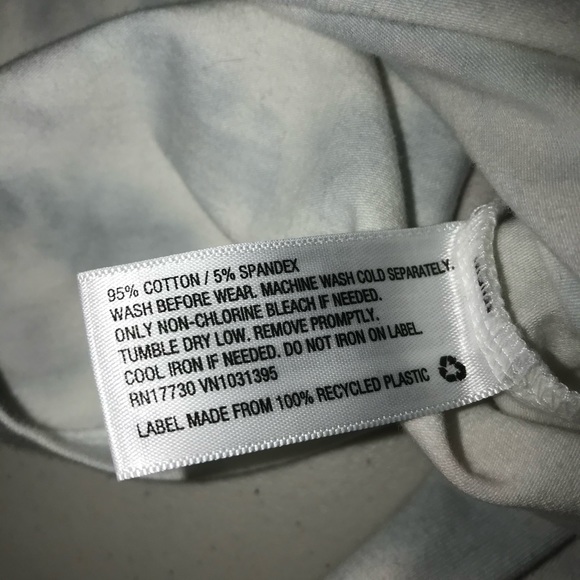 95% COTTON / 5% SPANDEX
WASH BEFORE WEAR. MACHINE WASH COLD SEPARATELY.
ONLY NON-CHLORINE BLEACH IF NEEDED.
TUMBLE DRY LOW. REMOVE PROMPTLY.
COOL IRON IF NEEDED. DO NOT IRON ON LABEL
RN17730 VN1031395
LABEL MADE FROM 100% RECYCLED PLASTIC